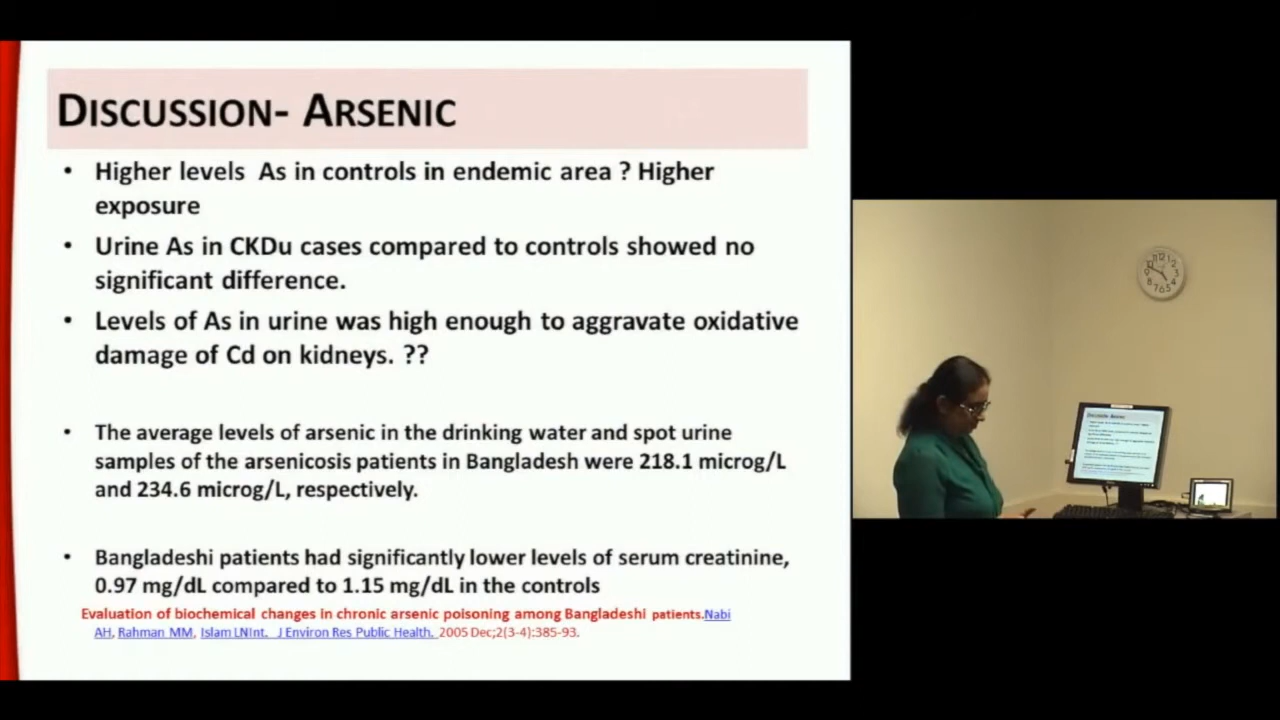 DISCUSSION- ARSENIC
• Higher levels As in controls in endemic area ? Higher
exposure
• Urine As in CKDu cases compared to controls showed no
significant difference.
• Levels of As in urine was high enough to aggravate oxidative
damage of Cd on kidneys. ??
• The average levels of arsenic in the drinking water and spot urine
samples of the arsenicosis patients in Bangladesh were 218.1 microg/L
and 234.6 microg/L, respectively.
• Bangladeshi patients had significantly lower levels of serum creatinine,
0.97 mg/dL compared to 1.15 mg/dL in the controls
Evaluation of biochemical changes in chronic arsenic poisoning among Bangladeshi patients.Nabi
AH, Rahman MM, Islam LNInt. J Environ Res Public Health. 2005 Dec;2(3-4):385-93.